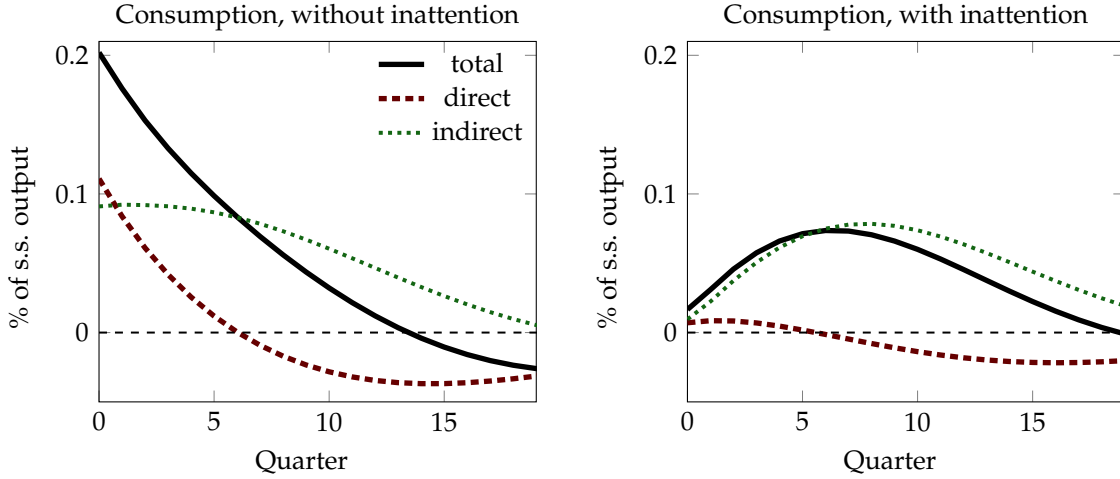 Consumption, without inattention
0.2
0.1
0
% of s.s. output
total
direct
indirect
0
5
10
15
Quarter
Consumption, with inattention
0.2
0.1
0
% of s.s. output
0
5
10
15
Quarter